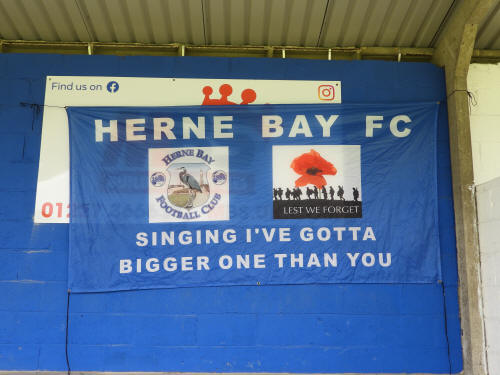 Find us on
HERNE BAY FC
HERNE BAY
FOOTBALL CLUB
LEST WE FORGET
SINGING I'VE GOTTA
BIGGER ONE THAN YOU